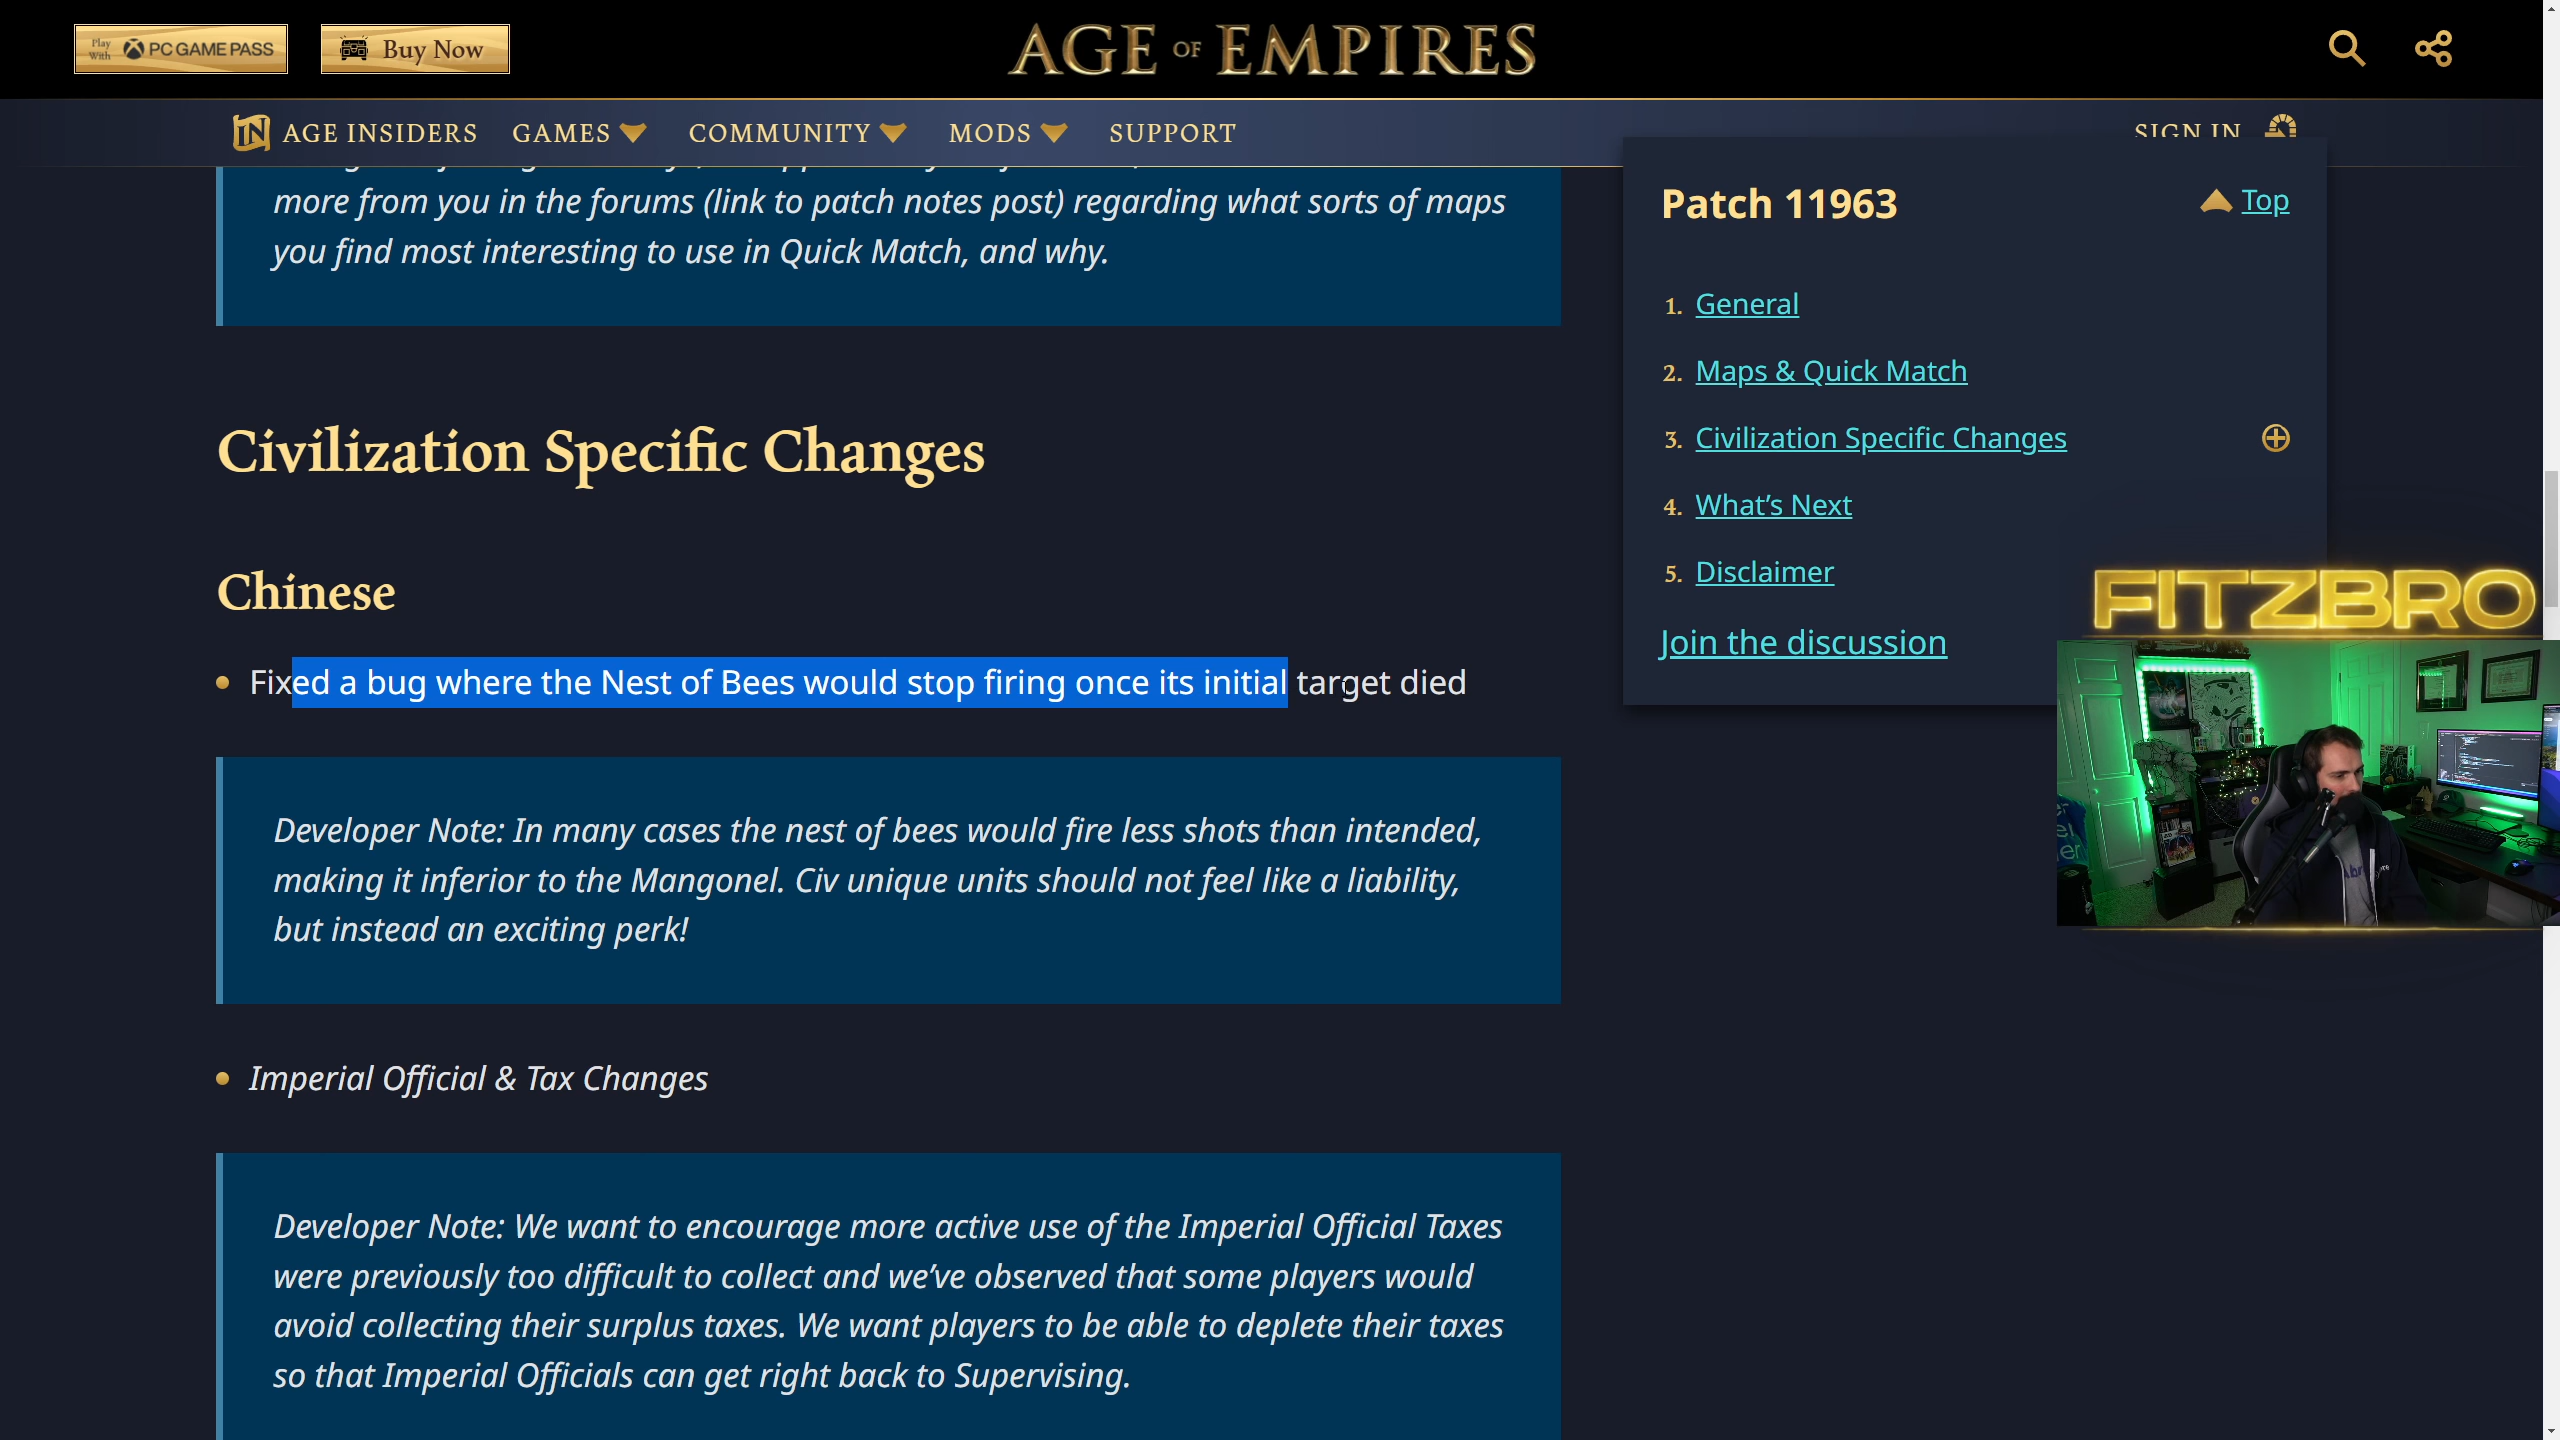 Play With PC GAME PASS
Buy Now
AGE OF EMPIRES
IN AGE INSIDERS GAMES COMMUNITY MODS SUPPORT
SIGN IN
more from you in the forums (link to patch notes post) regarding what sorts of maps
you find most interesting to use in Quick Match, and why.
Civilization Specific Changes
Chinese
• Fixed a bug where the Nest of Bees would stop firing once its initial target died
Developer Note: In many cases the nest of bees would fire less shots than intended,
making it inferior to the Mangonel. Civ unique units should not feel like a liability,
but instead an exciting perk!
• Imperial Official & Tax Changes
Developer Note: We want to encourage more active use of the Imperial Official Taxes
were previously too difficult to collect and we’ve observed that some players would
avoid collecting their surplus taxes. We want players to be able to deplete their taxes
so that Imperial Officials can get right back to Supervising.
Patch 11963
Top
1. General
2. Maps & Quick Match
3. Civilization Specific Changes
4. What’s Next
5. Disclaimer
Join the discussion
FITZBRO